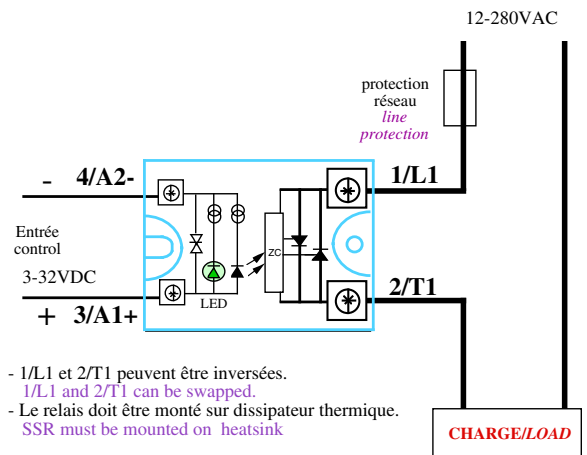 12-280VAC
protection
réseau
line
protection
4/A2-
-
1/L1
Entrée
control
3-32VDC
ZC
LED
2/T1
+
3/A1+
- 1/L1 et 2/T1 peuvent être inversées.
1/L1 and 2/T1 can be swapped.
- Le relais doit être monté sur dissipateur thermique.
SSR must be mounted on heatsink
CHARGE/LOAD